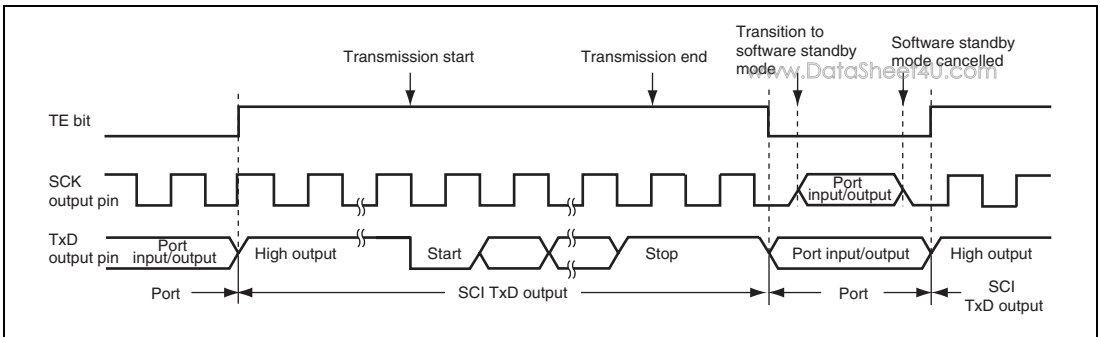 Transition to
software standby
mode
Software standby
mode cancelled
Transmission start
Transmission end
www.DataSheet4U.com
TE bit
SCK
output pin
Port
input/output
TxD
output pin
Port
input/output
High output
Start
Stop
Port input/output
High output
Port
SCI TxD output
Port
SCI
TxD output